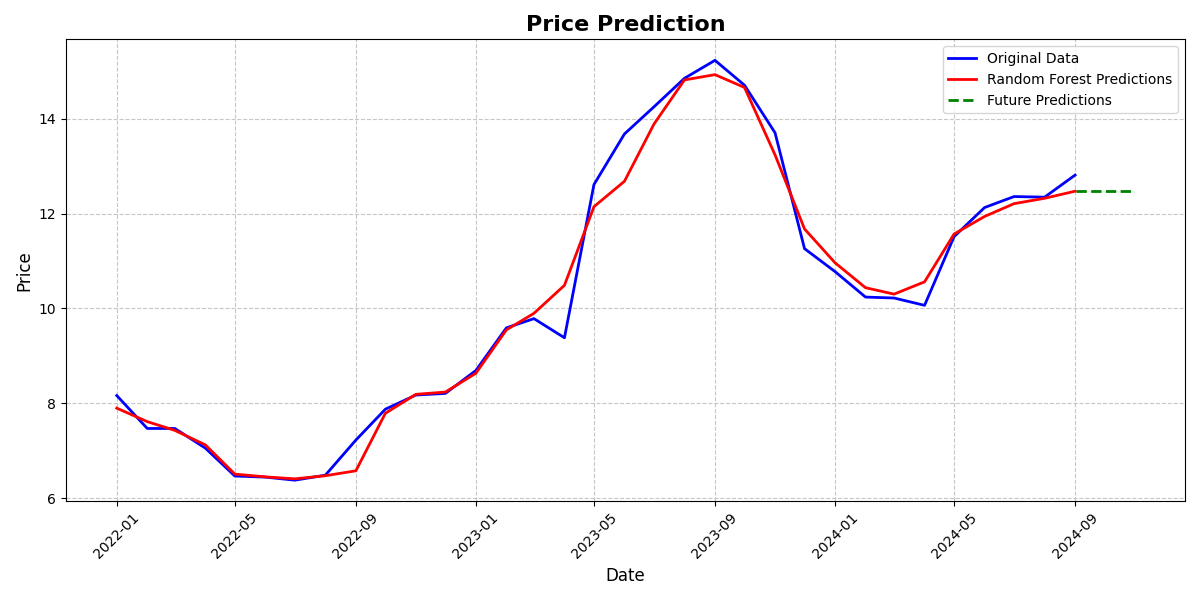 Price Prediction
Original Data
Random Forest Predictions
Future Predictions
Price
14
12
10
8
6
2022-01
2022-05
2022-09
2023-01
2023-05
2023-09
2024-01
2024-05
2024-09
Date